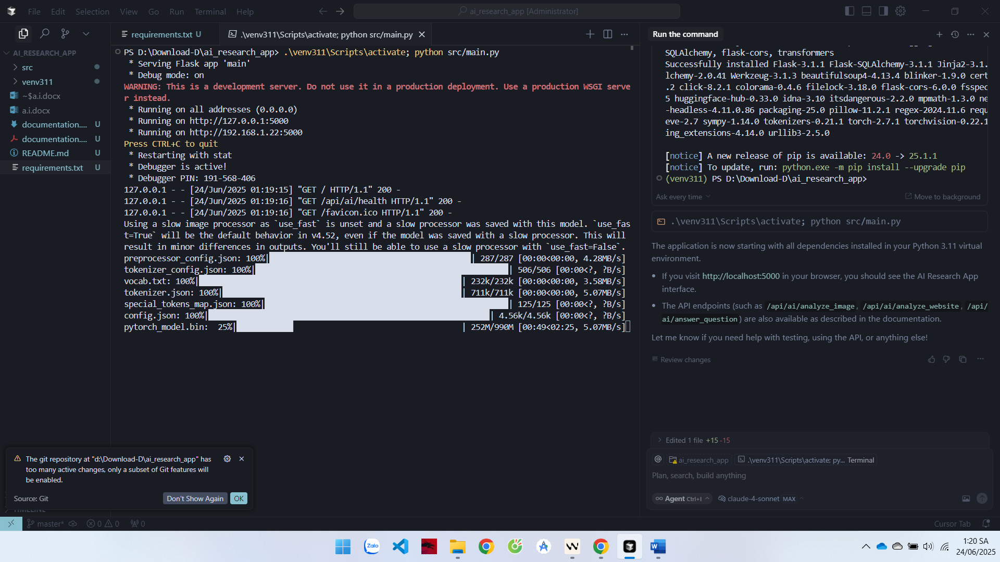 File Edit Selection View Go Run Terminal Help
ai_research_app [Administrator]
AI_RESEARCH_APP
src
venv311
~$a.i.docx
a.i.docx
documentation.... U
documentation.... U
README.md U
requirements.txt U
requirements.txt U
.\venv311\Scripts\activate; python src/main.py
PS D:\Download-D\ai_research_app> .\venv311\Scripts\activate; python src/main.py
* Serving Flask app 'main'
* Debug mode: on
WARNING: This is a development server. Do not use it in a production deployment. Use a production WSGI serve
r instead.
* Running on all addresses (0.0.0.0)
* Running on http://127.0.0.1:5000
* Running on http://192.168.1.22:5000
Press CTRL+C to quit
* Restarting with stat
* Debugger is active!
* Debugger PIN: 191-568-406
127.0.0.1 - - [24/Jun/2025 01:19:15] "GET / HTTP/1.1" 200 -
127.0.0.1 - - [24/Jun/2025 01:19:16] "GET /api/ai/health HTTP/1.1" 200 -
127.0.0.1 - - [24/Jun/2025 01:19:16] "GET /favicon.ico HTTP/1.1" 200 -
Using a slow image processor as `use_fast` is unset and a slow processor was saved with this model. `use_fas
t=True` will be the default behavior in v4.52, even if the model was saved with a slow processor. This will
result in minor differences in outputs. You'll still be able to use a slow processor with `use_fast=False`.
preprocessor_config.json: 100%| | 287/287 [00:00<00:00, 4.28MB/s]
tokenizer_config.json: 100%| | 506/506 [00:00<?, ?B/s]
vocab.txt: 100%| | 232k/232k [00:00<00:00, 3.58MB/s]
tokenizer.json: 100%| | 711k/711k [00:00<00:00, 5.07MB/s]
special_tokens_map.json: 100%| | 125/125 [00:00<?, ?B/s]
config.json: 100%| | 4.56k/4.56k [00:00<?, ?B/s]
pytorch_model.bin: 25%| | 252M/990M [00:49<02:25, 5.07MB/s]
Run the command
SQLAlchemy, flask-cors, transformers
Successfully installed Flask-3.1.1 Flask-SQLAlchemy-3.1.1 Jinja2-3.1.
lchemy-2.0.41 Werkzeug-3.1.3 beautifulsoup4-4.13.4 blinker-1.9.0 cert
.2 click-8.2.1 colorama-0.4.6 filelock-3.18.0 flask-cors-6.0.0 fsspec
5 huggingface-hub-0.33.0 idna-3.10 itsdangerous-2.2.0 mpmath-1.3.0 ne
-headless-4.11.0.86 packaging-25.0 pillow-11.2.1 regex-2024.11.6 requ
eve-2.7 sympy-1.14.0 tokenizers-0.21.1 torch-2.7.1 torchvision-0.22.1
ing_extensions-4.14.0 urllib3-2.5.0
[notice] A new release of pip is available: 24.0 -> 25.1.1
[notice] To update, run: python.exe -m pip install --upgrade pip
(venv311) PS D:\Download-D\ai_research_app>
Ask every time
Move to background
.\venv311\Scripts\activate; python src/main.py
The application is now starting with all dependencies installed in your Python 3.11 virtual
environment.
• If you visit http://localhost:5000 in your browser, you should see the AI Research App
interface.
• The API endpoints (such as /api/ai/analyze_image, /api/ai/analyze_website, /api/
ai/answer_question) are also available as described in the documentation.
Let me know if you need help with testing, using the API, or anything else!
Review changes
Edited 1 file +15 -15
@ ai_research_app .\venv311\Scripts\activate; py... Terminal
Plan, search, build anything
Agent Ctrl+I claude-4-sonnet MAX
The git repository at "d:\Download-D\ai_research_app" has
too many active changes, only a subset of Git features will
be enabled.
Source: Git
Don't Show Again OK
TIMELINE
master* 0 0 0
Cursor Tab
Zalo
1:20 SA
24/06/2025